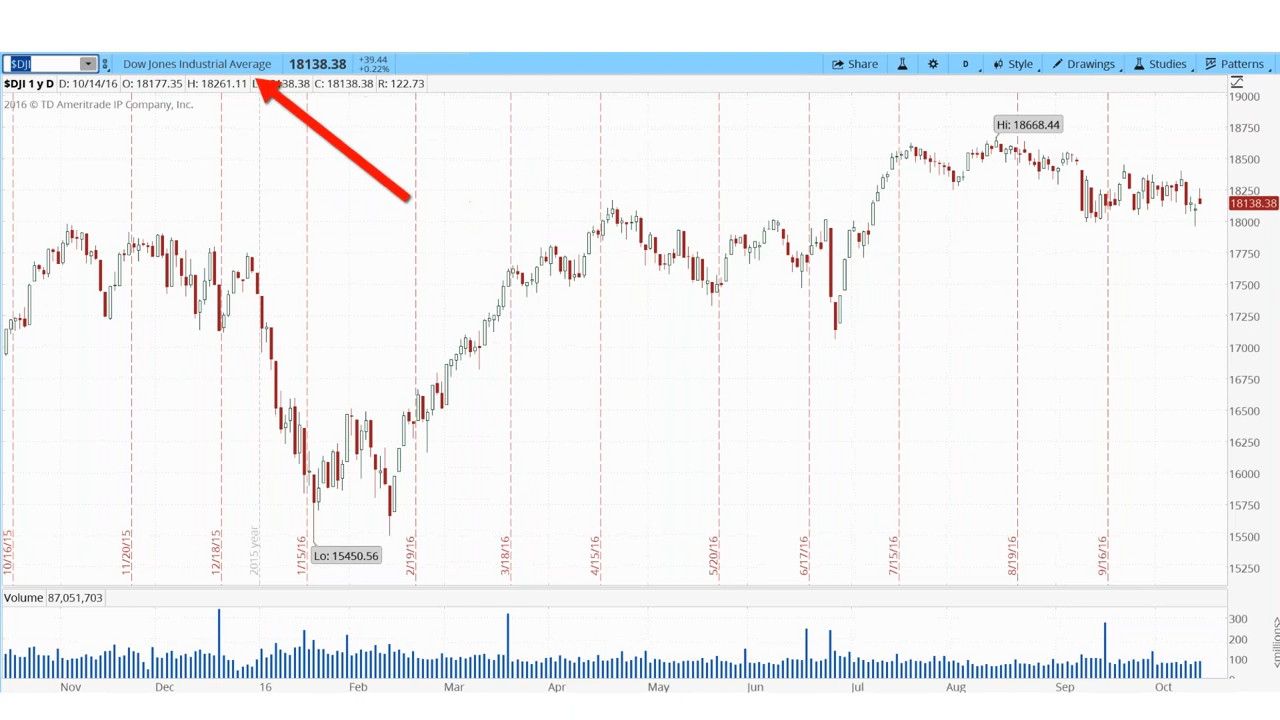 $DJI Dow Jones Industrial Average 18138.38 +39.44 +0.22% Share D Style Drawings Studies Patterns
$DJI 1 y D D: 10/14/16 O: 18177.35 H: 18261.11 L: 38.38 C: 18138.38 R: 122.73
2016 © TD Ameritrade IP Company, Inc.
19000
Hi: 18668.44
18750
18500
18250
18138.38
18000
17750
17500
17250
17000
16750
16500
16250
16000
15750
15500
15250
Lo: 15450.56
10/16/15 11/20/15 12/18/15 2015 year 1/15/16 2/19/16 3/18/16 4/15/16 5/20/16 6/17/16 7/15/16 8/19/16 9/16/16
Volume 87,051,703
300
200
100
0
<millions>
Nov Dec 16 Feb Mar Apr May Jun Jul Aug Sep Oct